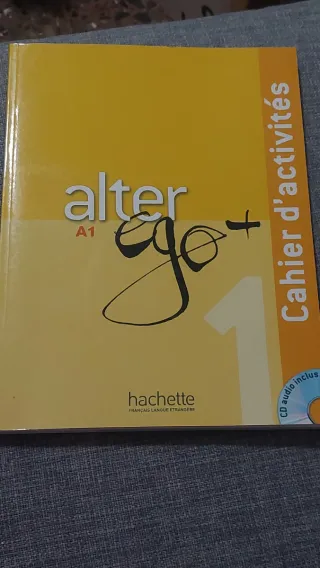 alter
A1
ego+
1
Cahier d'activités
hachette
FRANÇAIS LANGUE ÉTRANGÈRE
CD audio inclus